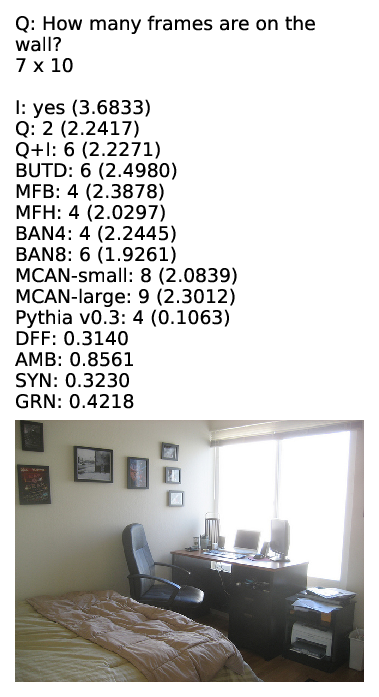 Q: How many frames are on the
wall?
7 x 10
I: yes (3.6833)
Q: 2 (2.2417)
Q+I: 6 (2.2271)
BUTD: 6 (2.4980)
MFB: 4 (2.3878)
MFH: 4 (2.0297)
BAN4: 4 (2.2445)
BAN8: 6 (1.9261)
MCAN-small: 8 (2.0839)
MCAN-large: 9 (2.3012)
Pythia v0.3: 4 (0.1063)
DFF: 0.3140
AMB: 0.8561
SYN: 0.3230
GRN: 0.4218